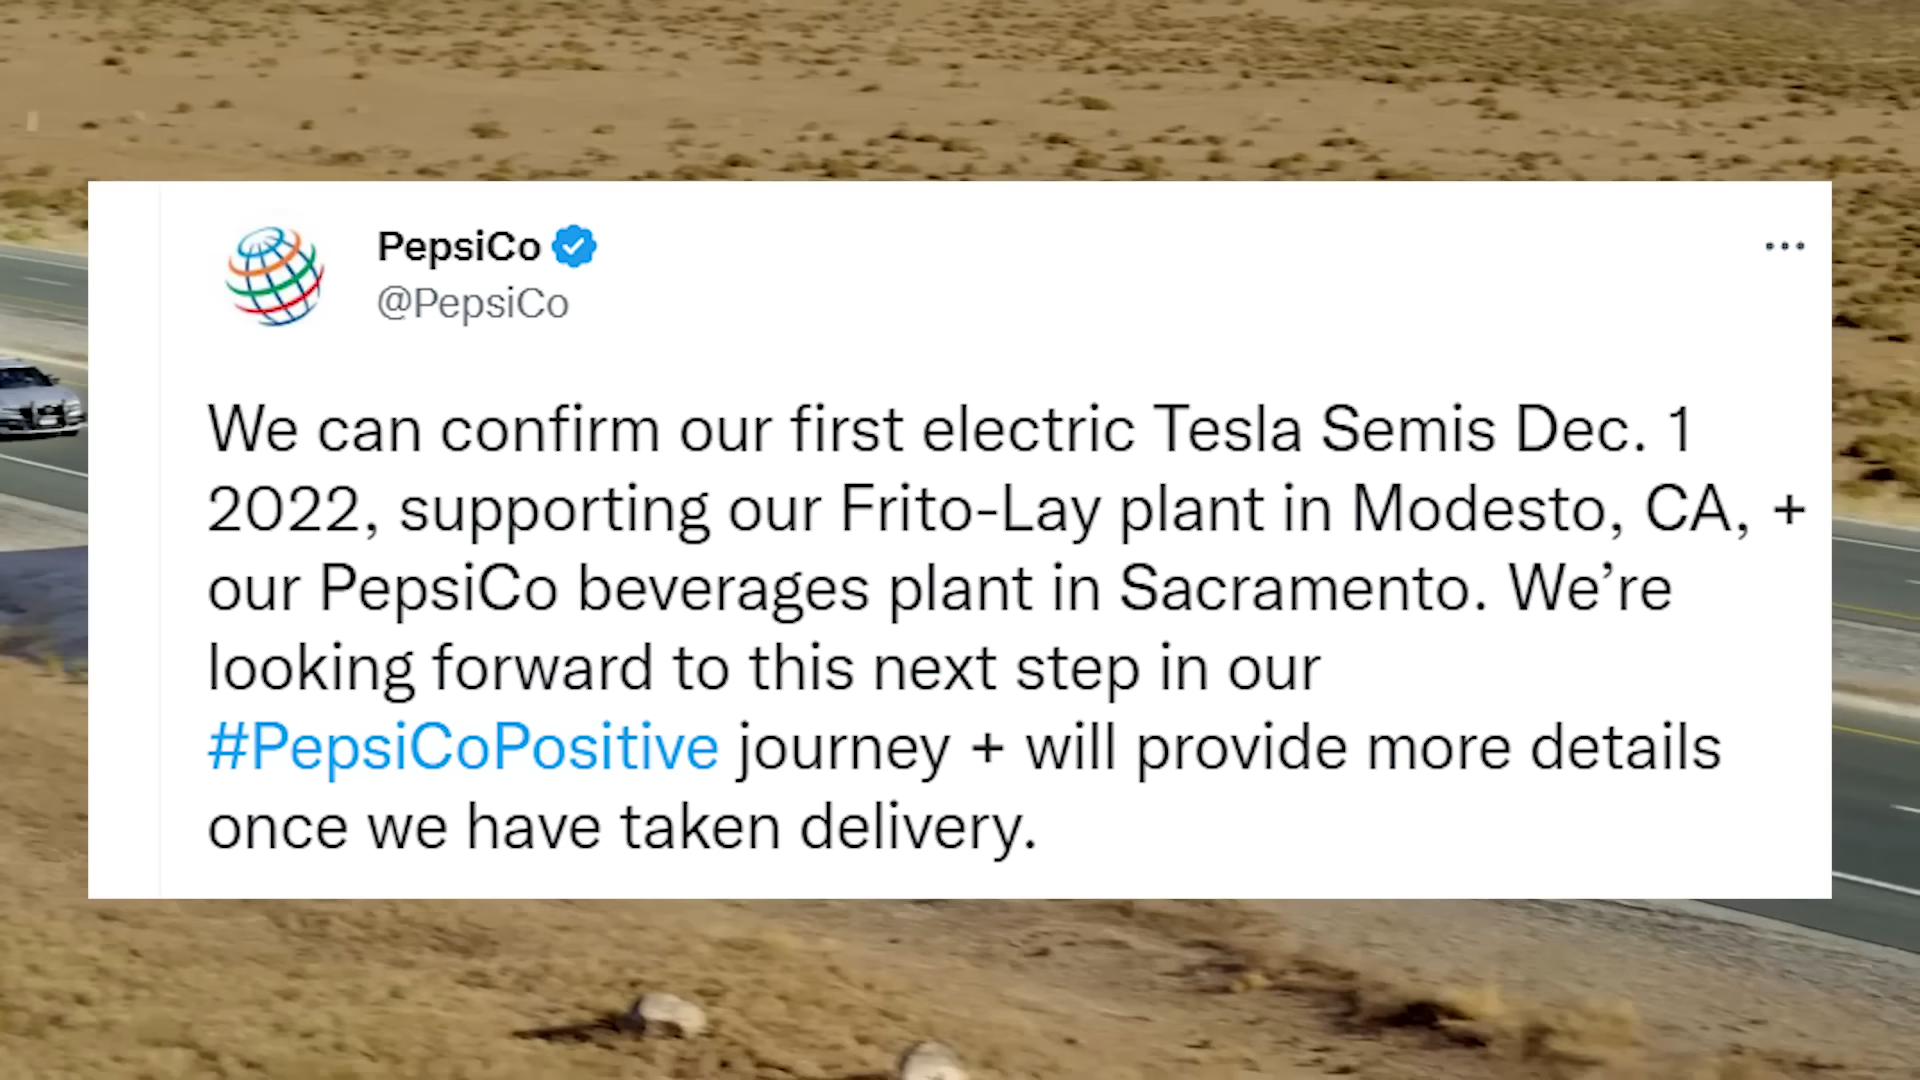 PepsiCo
@PepsiCo
We can confirm our first electric Tesla Semis Dec. 1
2022, supporting our Frito-Lay plant in Modesto, CA, +
our PepsiCo beverages plant in Sacramento. We’re
looking forward to this next step in our
#PepsiCoPositive journey + will provide more details
once we have taken delivery.